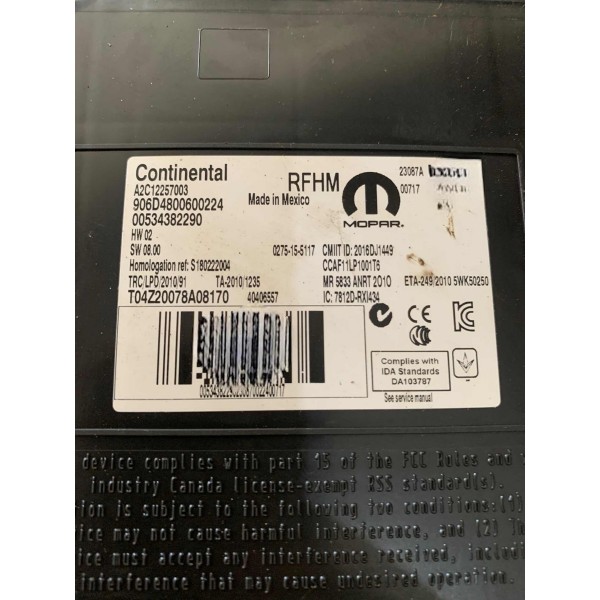 Continental
A2C12257003
906D4800600224
00534382290
HW 02
SW 08.00
Homologation ref: S180222004
TRC/LPD/2010/91 TA-2010/1235
T04Z20078A08170 40406557
RFHM
Made in Mexico
0275-15-5117
MOPAR.
23087A
00717
CMIIT ID: 2016DJ1449
CCAF11LP1001T6
MR 5833 ANRT 2010 ETA-249/2010 5WK50250
IC: 7812D-RXI434
Complies with
IDA Standards
DA103787
See service manual
device complies with part 15 of the FCC Rules and
Industry Canada license-exempt RSS standard(s).
is subject to the following two conditions:(1)
may not cause harmful interference, and (2)
must accept any interference received,
interference that may cause undesired operation.